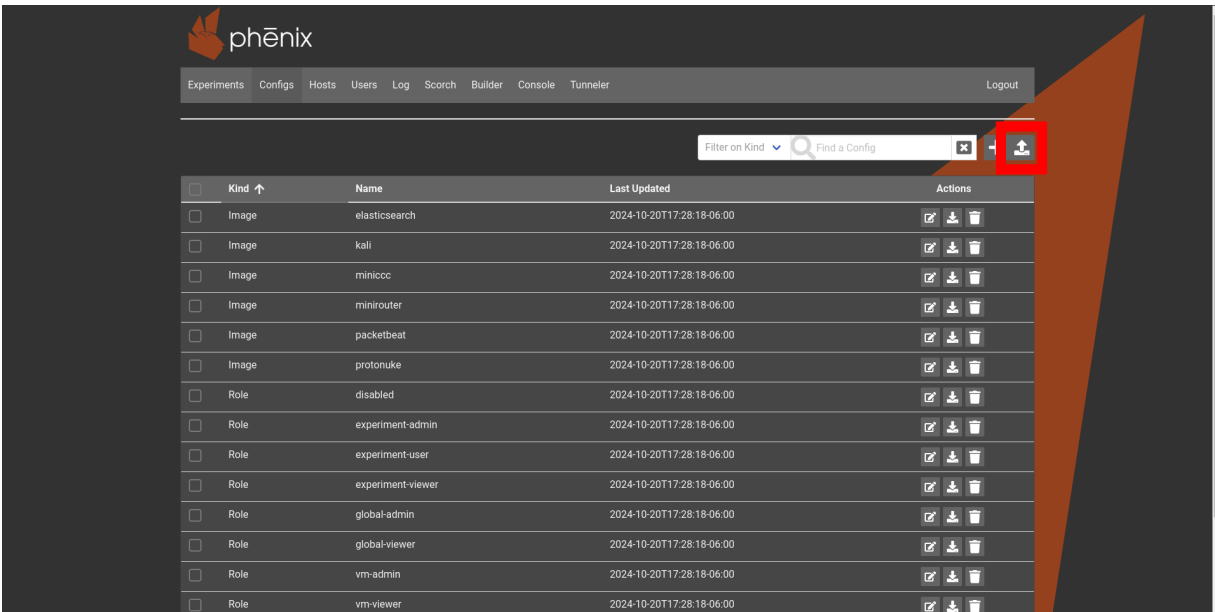 phēnix
Experiments Configs Hosts Users Log Scorch Builder Console Tunneler Logout
Filter on Kind Find a Config
Kind Name Last Updated Actions
Image elasticsearch 2024-10-20T17:28:18-06:00
Image kali 2024-10-20T17:28:18-06:00
Image miniccc 2024-10-20T17:28:18-06:00
Image minirouter 2024-10-20T17:28:18-06:00
Image packetbeat 2024-10-20T17:28:18-06:00
Image protonuke 2024-10-20T17:28:18-06:00
Role disabled 2024-10-20T17:28:18-06:00
Role experiment-admin 2024-10-20T17:28:18-06:00
Role experiment-user 2024-10-20T17:28:18-06:00
Role experiment-viewer 2024-10-20T17:28:18-06:00
Role global-admin 2024-10-20T17:28:18-06:00
Role global-viewer 2024-10-20T17:28:18-06:00
Role vm-admin 2024-10-20T17:28:18-06:00
Role vm-viewer 2024-10-20T17:28:18-06:00